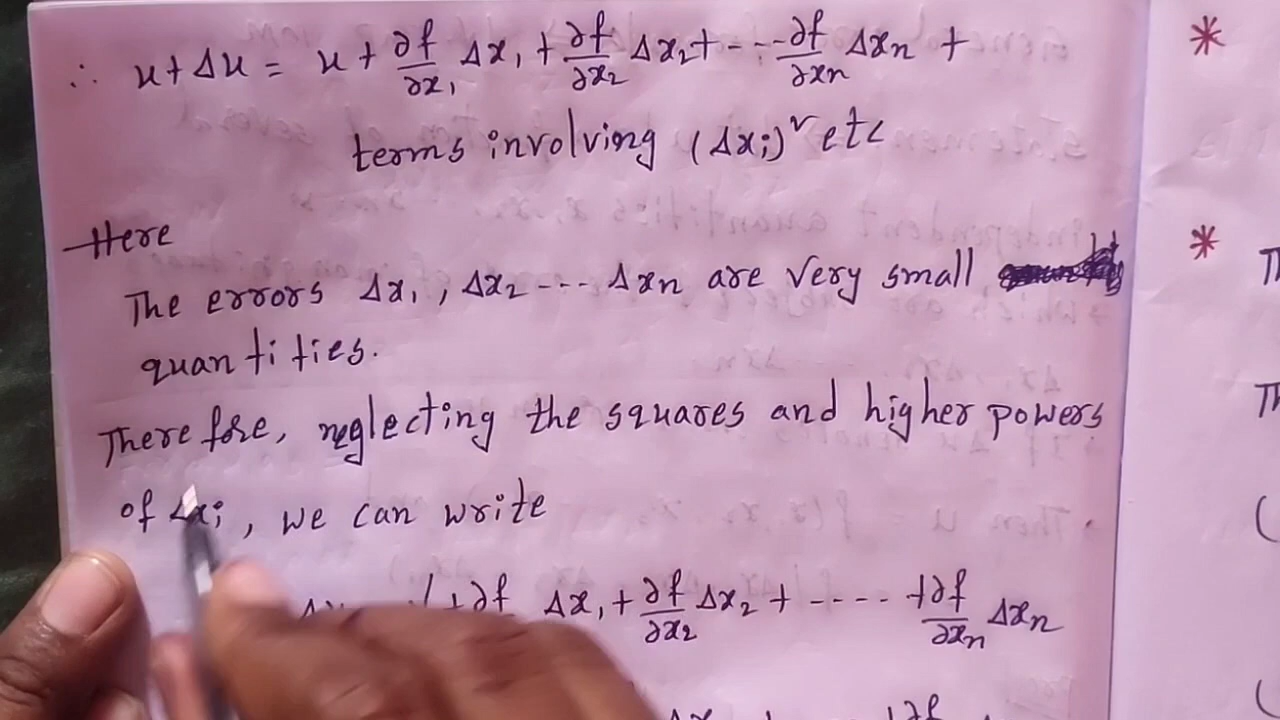 ∴ u + Δu = u + ∂f/∂x₁ Δx₁ + ∂f/∂x₂ Δx₂ + - - - ∂f/∂xn Δxn + *
terms involving (Δxi)² etc
Here
*
The errors Δx₁, Δx₂ --- Δxn are very small
quantities.
Therefore, neglecting the squares and higher powers
of Δxi, we can write
+ ∂f Δx₁ + ∂f/∂x₂ Δx₂ + - - - - + ∂f/∂xn Δxn